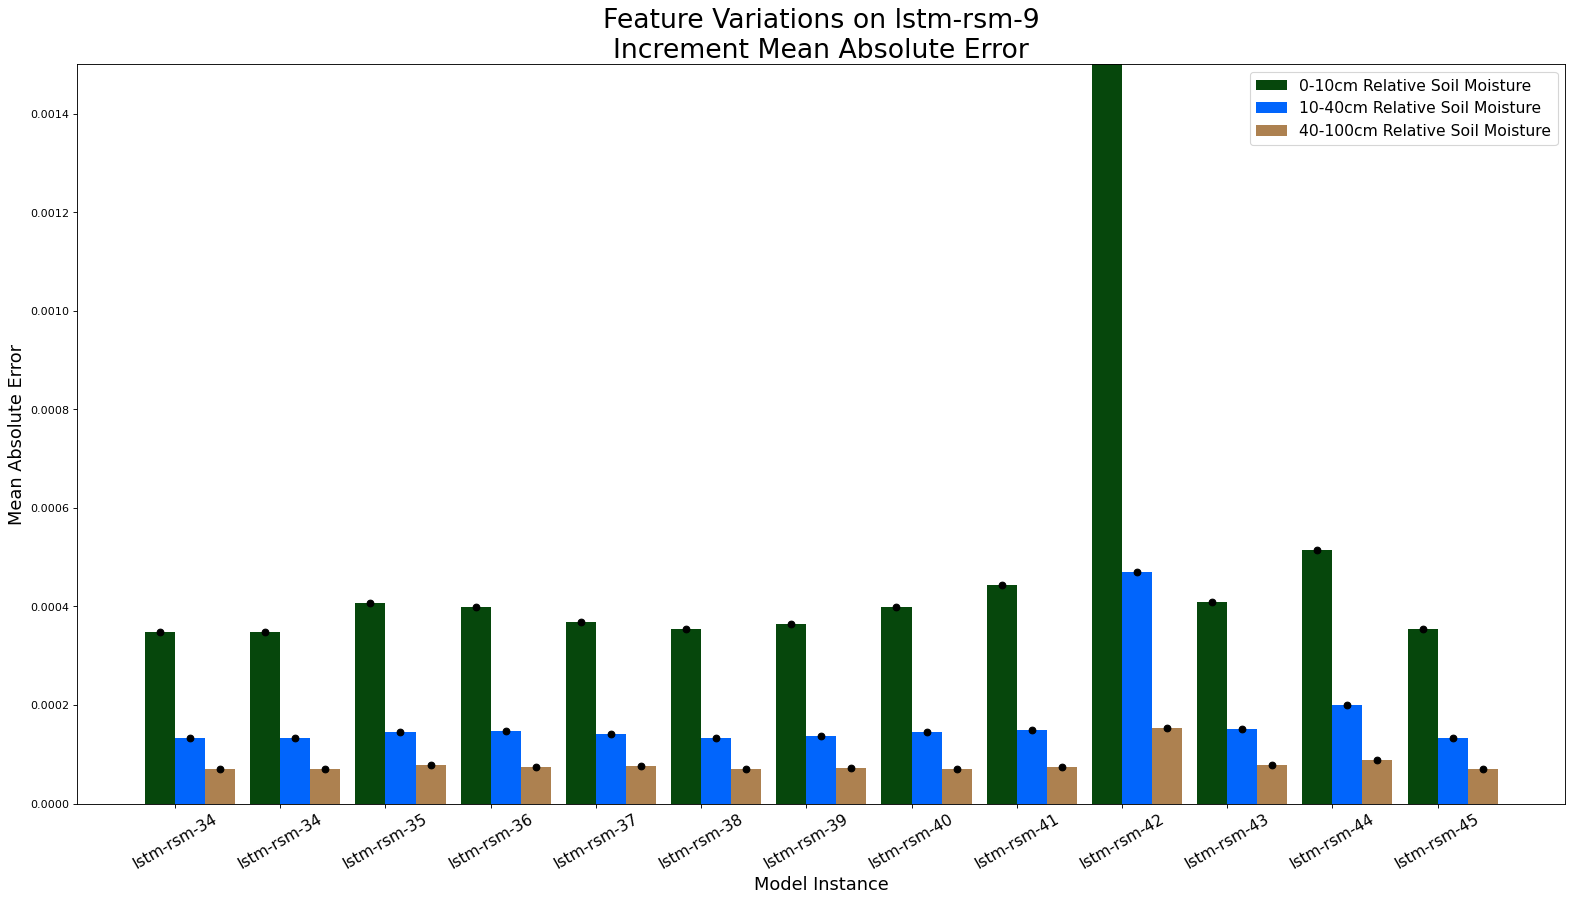 Feature Variations on lstm-rsm-9
Increment Mean Absolute Error
0-10cm Relative Soil Moisture
10-40cm Relative Soil Moisture
40-100cm Relative Soil Moisture
Mean Absolute Error
0.0014
0.0012
0.0010
0.0008
0.0006
0.0004
0.0002
0.0000
lstm-rsm-34
lstm-rsm-34
lstm-rsm-35
lstm-rsm-36
lstm-rsm-37
lstm-rsm-38
lstm-rsm-39
lstm-rsm-40
lstm-rsm-41
lstm-rsm-42
lstm-rsm-43
lstm-rsm-44
lstm-rsm-45
Model Instance